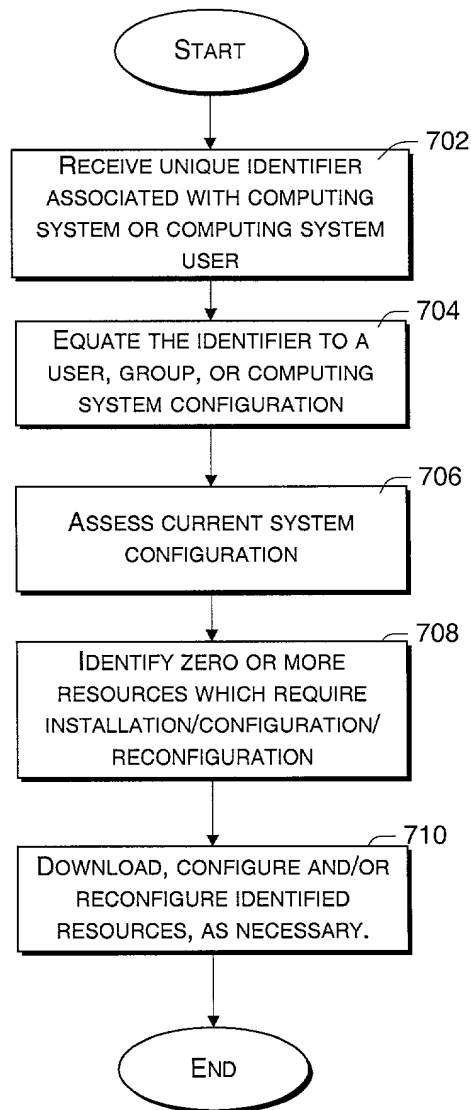 START
702
RECEIVE UNIQUE IDENTIFIER
ASSOCIATED WITH COMPUTING
SYSTEM OR COMPUTING SYSTEM
USER
704
EQUATE THE IDENTIFIER TO A
USER, GROUP, OR COMPUTING
SYSTEM CONFIGURATION
706
ASSESS CURRENT SYSTEM
CONFIGURATION
708
IDENTIFY ZERO OR MORE
RESOURCES WHICH REQUIRE
INSTALLATION/CONFIGURATION/
RECONFIGURATION
710
DOWNLOAD, CONFIGURE AND/OR
RECONFIGURE IDENTIFIED
RESOURCES, AS NECESSARY.
END